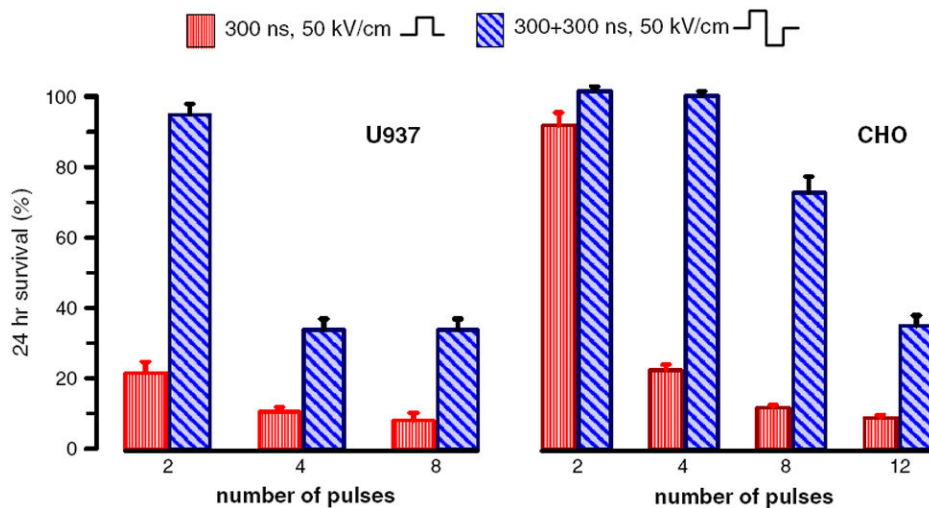 300 ns, 50 kV/cm
300+300 ns, 50 kV/cm
24 hr survival (%)
100
80
60
40
20
0
U937
CHO
2
4
8
2
4
8
12
number of pulses
number of pulses